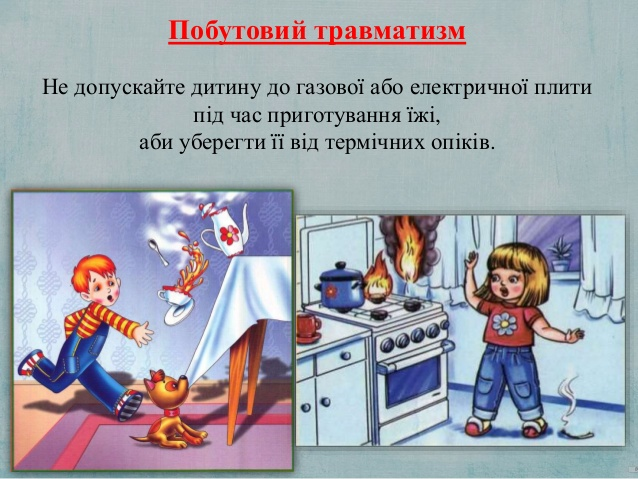 Побутовий травматизм
Не допускайте дитину до газової або електричної плити
під час приготування їжі,
аби уберегти її від термічних опіків.